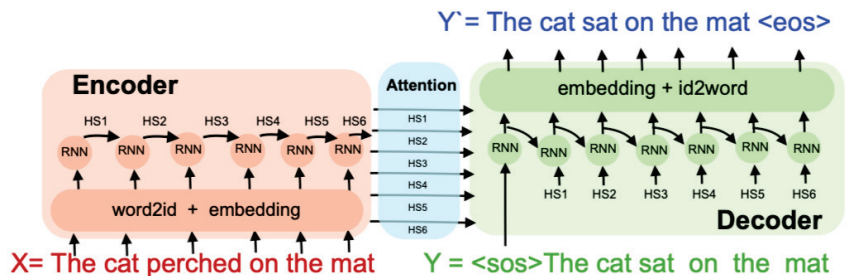 Y`= The cat sat on the mat <eos>
Encoder
HS1 HS2 HS3 HS4 HS5 HS6
RNN RNN RNN RNN RNN RNN
word2id + embedding
X= The cat perched on the mat
Attention
HS1
HS2
HS3
HS4
HS5
HS6
embedding + id2word
RNN RNN RNN RNN RNN RNN RNN
HS1 HS2 HS3 HS4 HS5 HS6
Decoder
Y = <sos>The cat sat on the mat